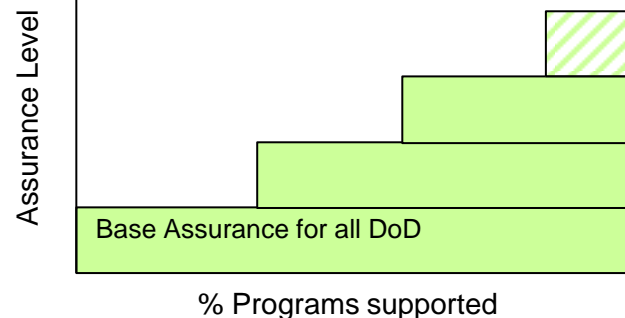 Assurance Level
Base Assurance for all DoD
% Programs supported